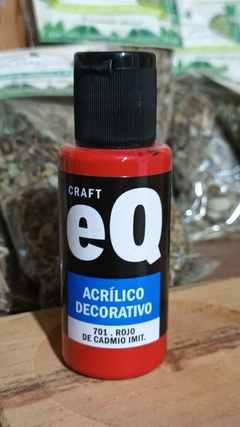 CRAFT
eQ
ACRÍLICO
DECORATIVO
701 . ROJO
DE CADMIO IMIT.